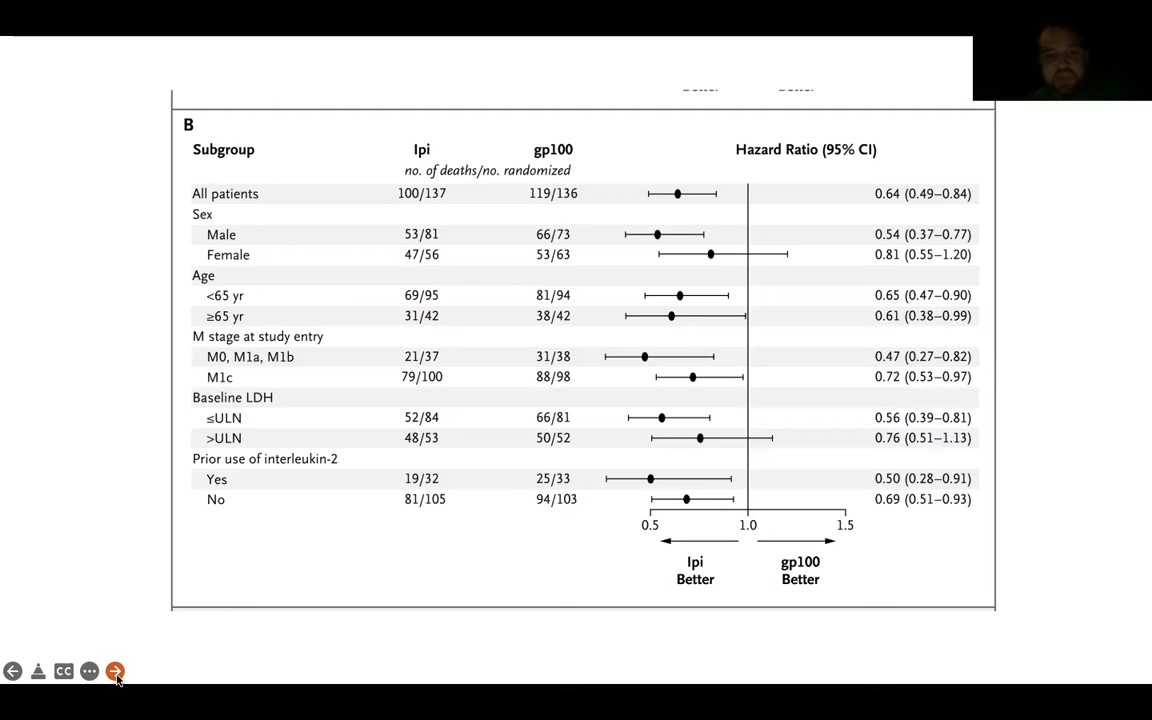 B
Subgroup Ipi gp100 Hazard Ratio (95% CI)
no. of deaths/no. randomized
All patients 100/137 119/136 0.64 (0.49–0.84)
Sex
Male 53/81 66/73 0.54 (0.37–0.77)
Female 47/56 53/63 0.81 (0.55–1.20)
Age
<65 yr 69/95 81/94 0.65 (0.47–0.90)
≥65 yr 31/42 38/42 0.61 (0.38–0.99)
M stage at study entry
M0, M1a, M1b 21/37 31/38 0.47 (0.27–0.82)
M1c 79/100 88/98 0.72 (0.53–0.97)
Baseline LDH
≤ULN 52/84 66/81 0.56 (0.39–0.81)
>ULN 48/53 50/52 0.76 (0.51–1.13)
Prior use of interleukin-2
Yes 19/32 25/33 0.50 (0.28–0.91)
No 81/105 94/103 0.69 (0.51–0.93)
0.5 1.0 1.5
Ipi gp100
Better Better
CC